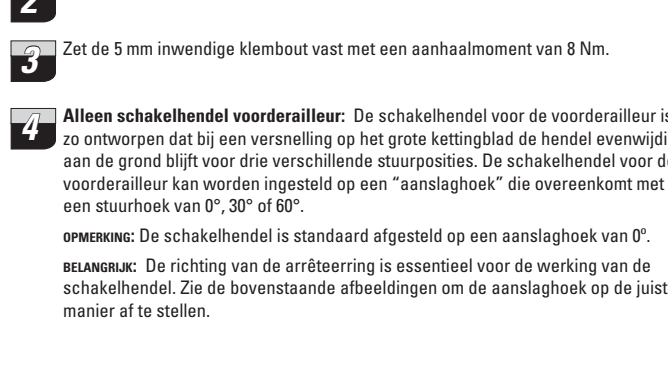 2
3 Zet de 5 mm inwendige klembout vast met een aanhaalmoment van 8 Nm.
4 Alleen schakelhendel voorderailleur: De schakelhendel voor de voorderailleur is
zo ontworpen dat bij een versnelling op het grote kettingblad de hendel evenwijdi
aan de grond blijft voor drie verschillende stuurposities. De schakelhendel voor de
voorderailleur kan worden ingesteld op een “aanslaghoek” die overeenkomt met
een stuurhoek van 0°, 30° of 60°.
OPMERKING: De schakelhendel is standaard afgesteld op een aanslaghoek van 0º.
BELANGRIJK: De richting van de arrêteerring is essentieel voor de werking van de
schakelhendel. Zie de bovenstaande afbeeldingen om de aanslaghoek op de juist
manier af te stellen.